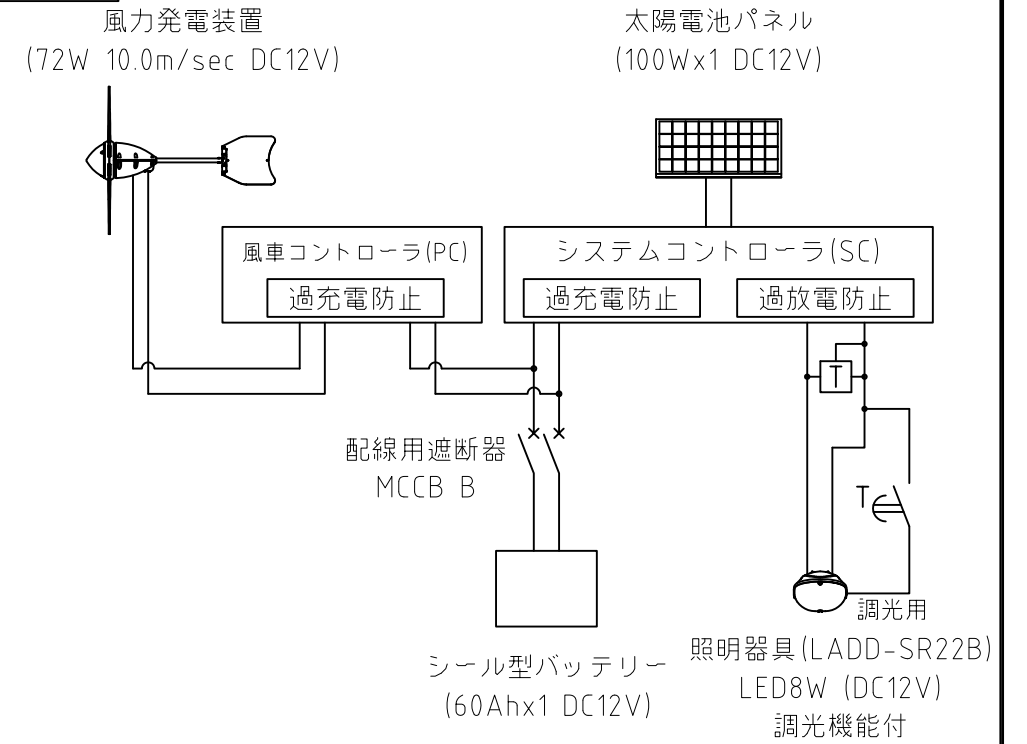 風力発電装置
(72W 10.0m/sec DC12V)
太陽電池パネル
(100Wx1 DC12V)
風車コントローラ(PC)
過充電防止
システムコントローラ(SC)
過充電防止
過放電防止
T
配線用遮断器
MCCB B
T
調光用
シール型バッテリー
(60Ahx1 DC12V)
照明器具(LADD-SR22B)
LED8W (DC12V)
調光機能付